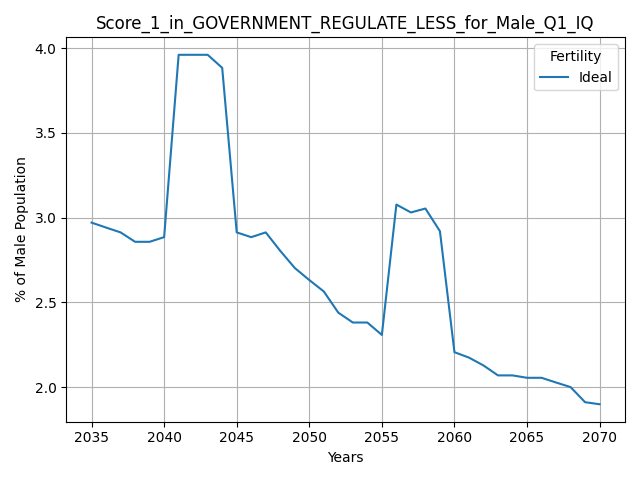 Score_1_in_GOVERNMENT_REGULATE_LESS_for_Male_Q1_IQ
Fertility
Ideal
% of Male Population
4.0
3.5
3.0
2.5
2.0
2035 2040 2045 2050 2055 2060 2065 2070
Years